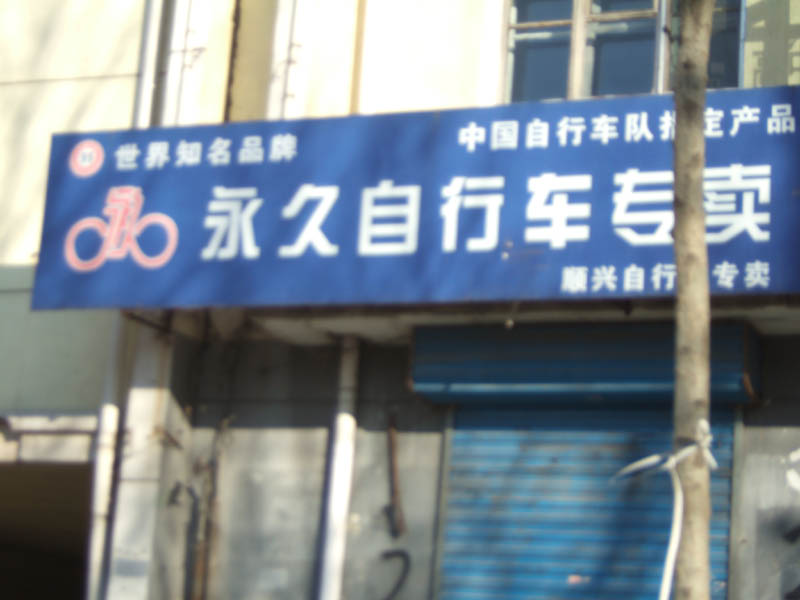 世界知名品牌
中国自行车队指定产品
永久自行车专卖
顺兴自行 专卖